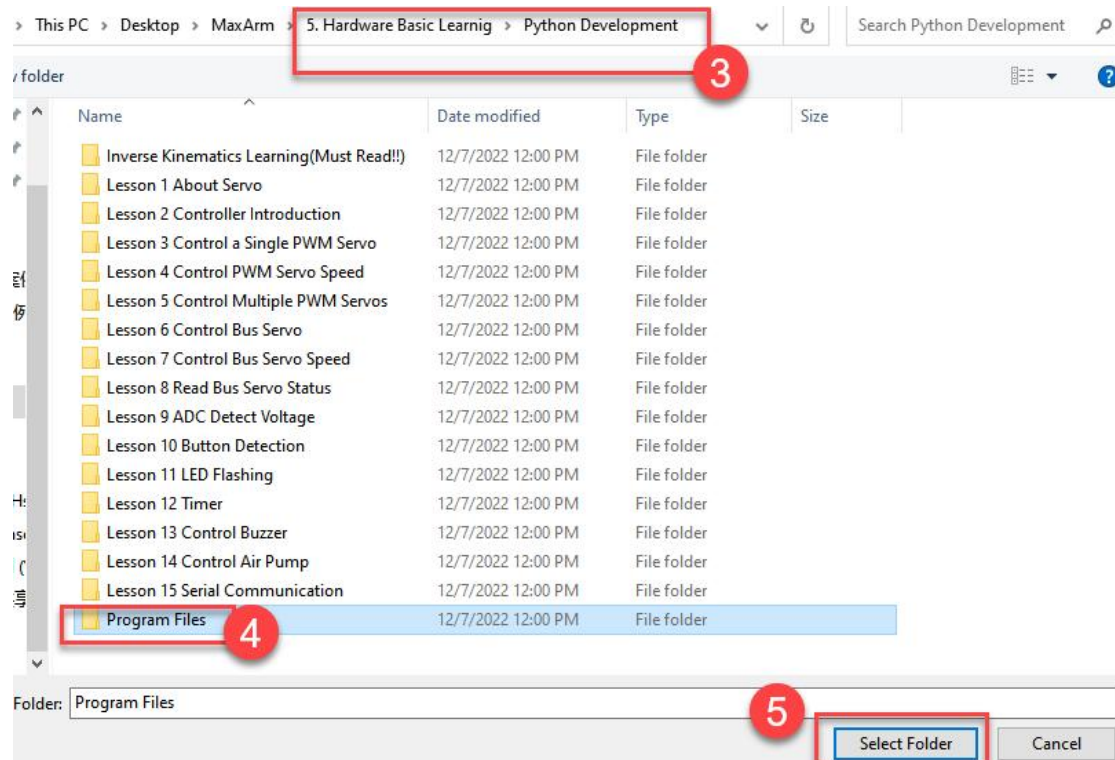 > This PC > Desktop > MaxArm > 5. Hardware Basic Learnig > Python Development Search Python Development
3
folder
Name Date modified Type Size
Inverse Kinematics Learning(Must Read!!) 12/7/2022 12:00 PM File folder
Lesson 1 About Servo 12/7/2022 12:00 PM File folder
Lesson 2 Controller Introduction 12/7/2022 12:00 PM File folder
Lesson 3 Control a Single PWM Servo 12/7/2022 12:00 PM File folder
Lesson 4 Control PWM Servo Speed 12/7/2022 12:00 PM File folder
Lesson 5 Control Multiple PWM Servos 12/7/2022 12:00 PM File folder
Lesson 6 Control Bus Servo 12/7/2022 12:00 PM File folder
Lesson 7 Control Bus Servo Speed 12/7/2022 12:00 PM File folder
Lesson 8 Read Bus Servo Status 12/7/2022 12:00 PM File folder
Lesson 9 ADC Detect Voltage 12/7/2022 12:00 PM File folder
Lesson 10 Button Detection 12/7/2022 12:00 PM File folder
Lesson 11 LED Flashing 12/7/2022 12:00 PM File folder
Lesson 12 Timer 12/7/2022 12:00 PM File folder
Lesson 13 Control Buzzer 12/7/2022 12:00 PM File folder
Lesson 14 Control Air Pump 12/7/2022 12:00 PM File folder
Lesson 15 Serial Communication 12/7/2022 12:00 PM File folder
Program Files 12/7/2022 12:00 PM File folder
4
Folder: Program Files
5
Select Folder Cancel